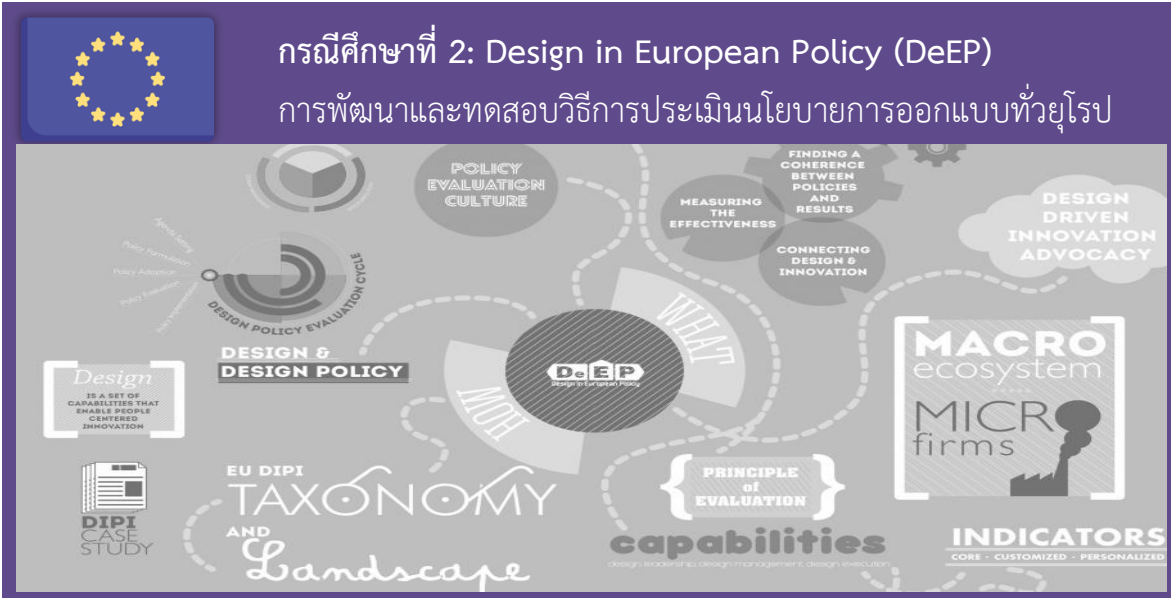 กรณีศึกษาที่ 2: Design in European Policy (DeEP)
การพัฒนาและทดสอบวิธีการประเมินนโยบายการออกแบบทั่วยุโรป
POLICY
EVALUATION
CULTURE
FINDING A
COHERENCE
BETWEEN
POLICIES
AND
RESULTS
MEASURING
THE
EFFECTIVENESS
CONNECTING
DESIGN &
INNOVATION
DESIGN
DRIVEN
INNOVATION
ADVOCACY
Agenda Setting
Policy Formulation
Policy Adoption
Policy Evaluation
DESIGN POLICY EVALUATION CYCLE
DESIGN &
DESIGN POLICY
Design
IS A SET OF
CAPABILITIES THAT
ENABLE PEOPLE
CENTERED
INNOVATION
WHAT
DeEP
Design in European Policy
HOW
MACRO
ecosystem
MICRO
firms
DIPI
CASE
STUDY
EU DIPI
TAXONOMY
AND
Landscape
PRINCIPLE
of
EVALUATION
capabilities
design leadership design management design execution
INDICATORS
CORE - CUSTOMIZED - PERSONALIZED